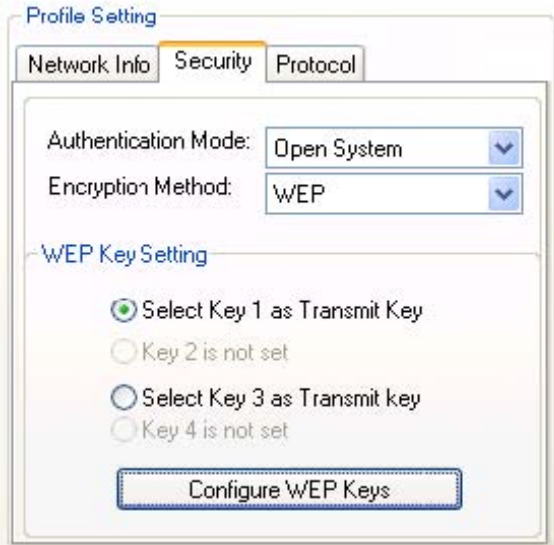 Profile Setting
Network Info Security Protocol
Authentication Mode: Open System
Encryption Method: WEP
WEP Key Setting
Select Key 1 as Transmit Key
Key 2 is not set
Select Key 3 as Transmit key
Key 4 is not set
Configure WEP Keys